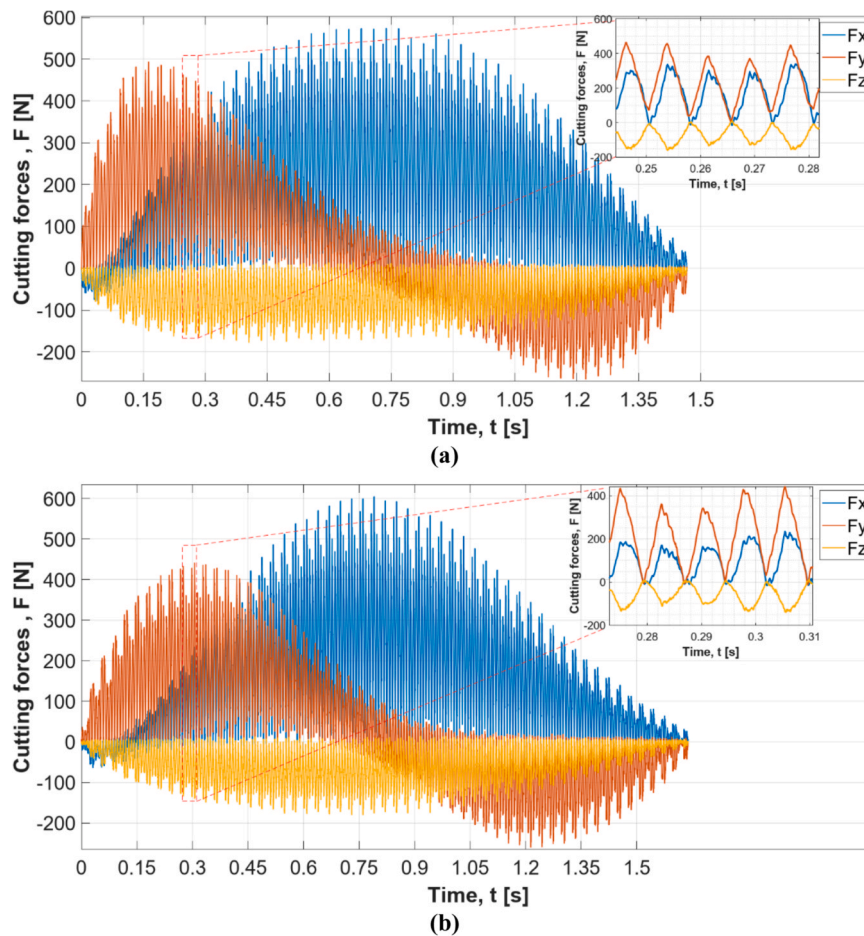 600
500
400
300
200
100
0
-100
-200
Cutting forces , F [N]
0 0.15 0.3 0.45 0.6 0.75 0.9 1.05 1.2 1.35 1.5
Time, t [s]
600
400
200
0
-200
Cutting forces, F [N]
0.25 0.26 0.27 0.28
Time, t [s]
Fx
Fy
Fz
(a)
600
500
400
300
200
100
0
-100
-200
Cutting forces , F [N]
0 0.15 0.3 0.45 0.6 0.75 0.9 1.05 1.2 1.35 1.5
Time, t [s]
400
200
0
-200
Cutting forces, F [N]
0.28 0.29 0.3 0.31
Time, t [s]
Fx
Fy
Fz
(b)